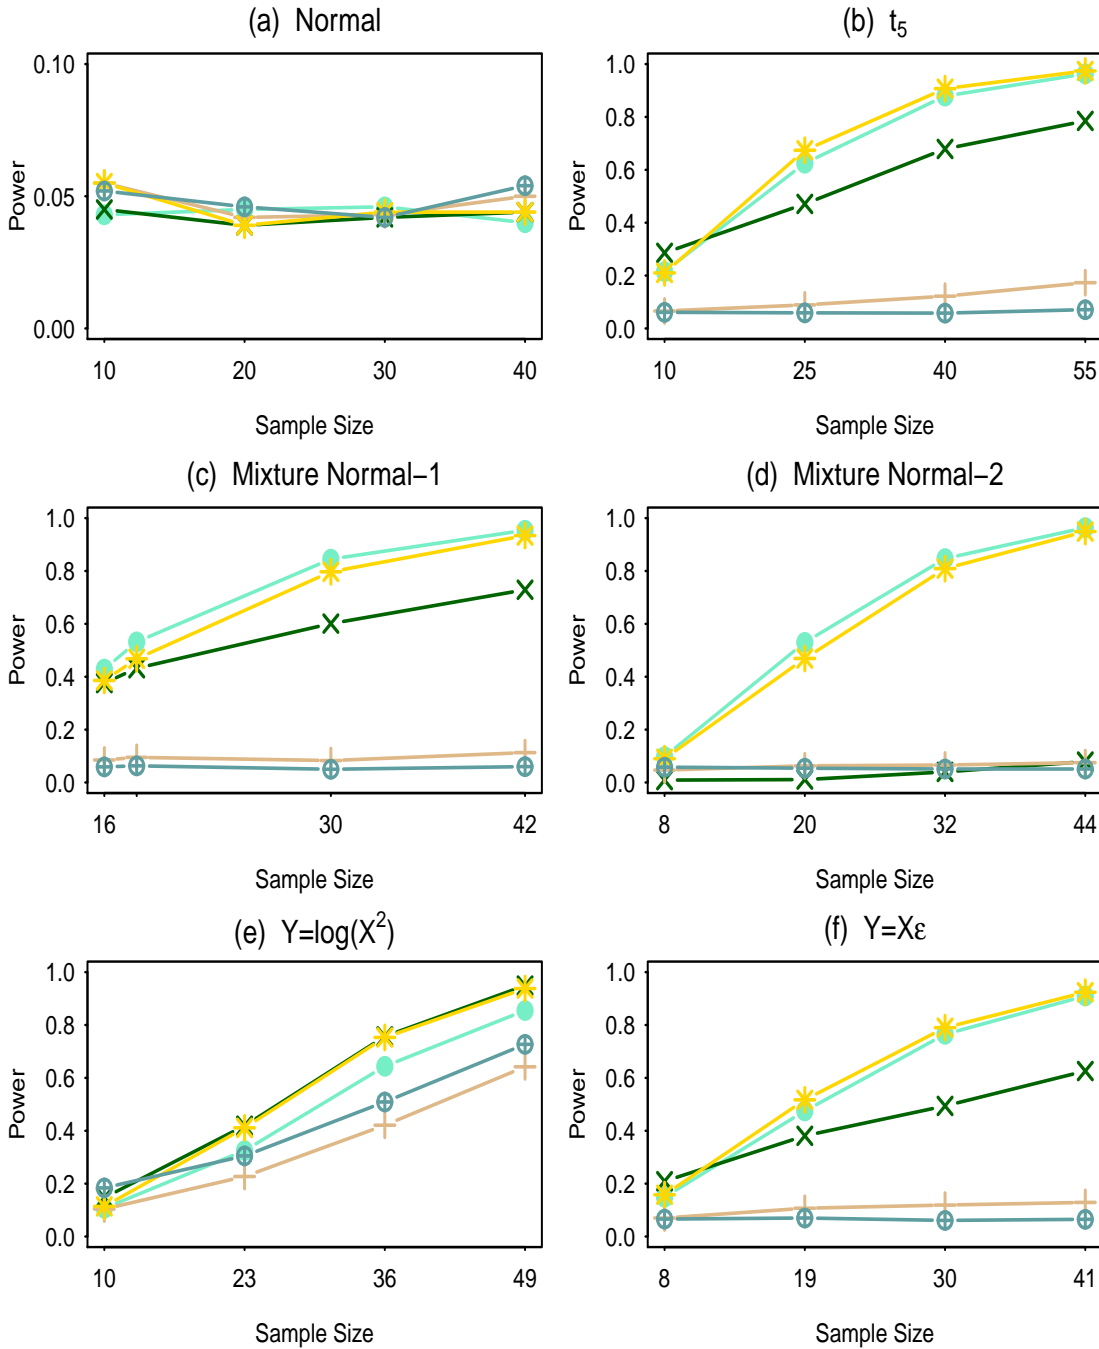 (a) Normal
Power
0.10
0.05
0.00
10 20 30 40
Sample Size
(b) t₅
Power
1.0
0.8
0.6
0.4
0.2
0.0
10 25 40 55
Sample Size
(c) Mixture Normal−1
Power
1.0
0.8
0.6
0.4
0.2
0.0
16 30 42
Sample Size
(d) Mixture Normal−2
Power
1.0
0.8
0.6
0.4
0.2
0.0
8 20 32 44
Sample Size
(e) Y=log(X²)
Power
1.0
0.8
0.6
0.4
0.2
0.0
10 23 36 49
Sample Size
(f) Y=Xε
Power
1.0
0.8
0.6
0.4
0.2
0.0
8 19 30 41
Sample Size